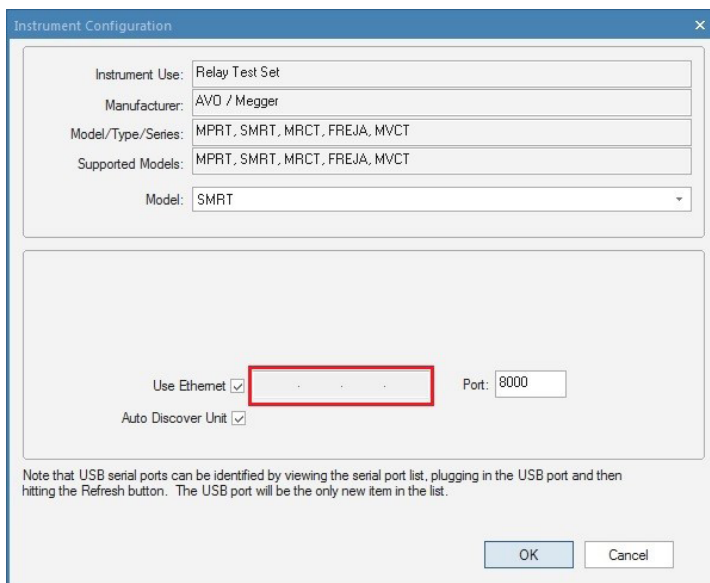 Instrument Configuration
Instrument Use: Relay Test Set
Manufacturer: AVO / Megger
Model/Type/Series: MPRT, SMRT, MRCT, FREJA, MVCT
Supported Models: MPRT, SMRT, MRCT, FREJA, MVCT
Model: SMRT
Use Ethernet . . . Port: 8000
Auto Discover Unit
Note that USB serial ports can be identified by viewing the serial port list, plugging in the USB port and then
hitting the Refresh button. The USB port will be the only new item in the list.
OK Cancel